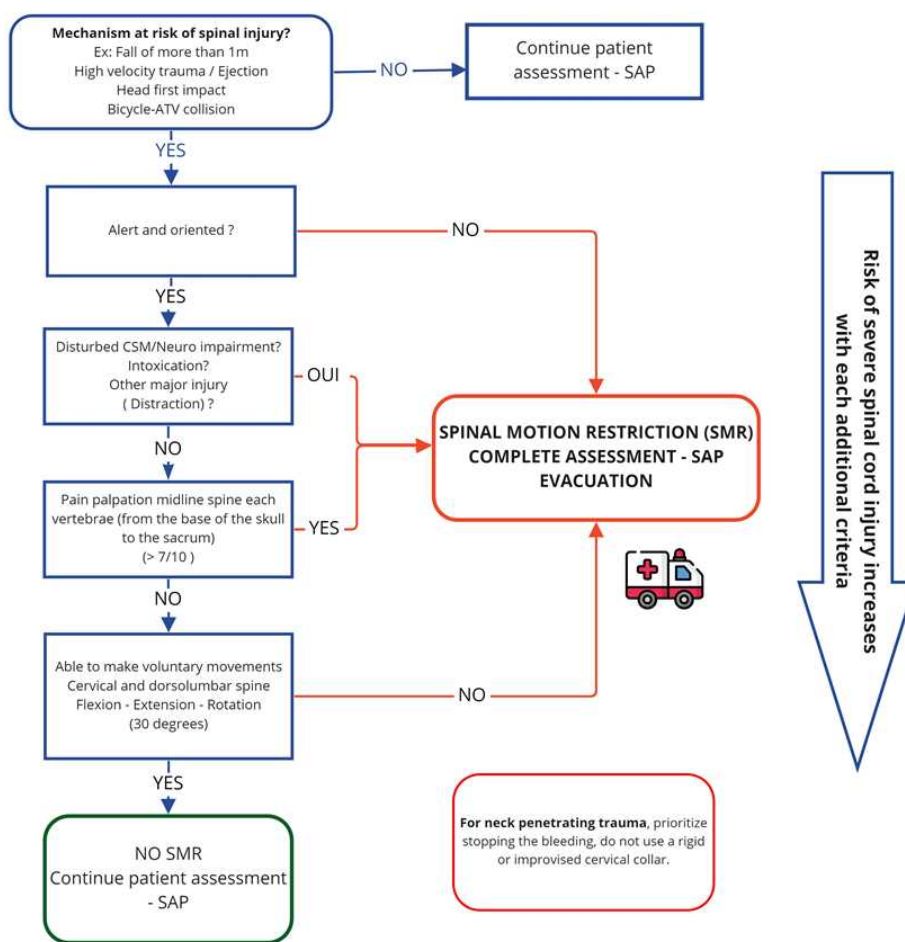 Mechanism at risk of spinal injury?
Ex: Fall of more than 1m
High velocity trauma / Ejection
Head first impact
Bicycle-ATV collision
NO
Continue patient
assessment - SAP
YES
Alert and oriented ?
NO
YES
Disturbed CSM/Neuro impairment?
Intoxication?
Other major injury
( Distraction) ?
OUI
NO
SPINAL MOTION RESTRICTION (SMR)
COMPLETE ASSESSMENT - SAP
EVACUATION
Pain palpation midline spine each
vertebrae (from the base of the skull
to the sacrum)
(> 7/10 )
YES
NO
Able to make voluntary movements
Cervical and dorsolumbar spine
Flexion - Extension - Rotation
(30 degrees)
NO
YES
NO SMR
Continue patient assessment
- SAP
For neck penetrating trauma, prioritize
stopping the bleeding, do not use a rigid
or improvised cervical collar.
Risk of severe spinal cord injury increases
with each additional criteria